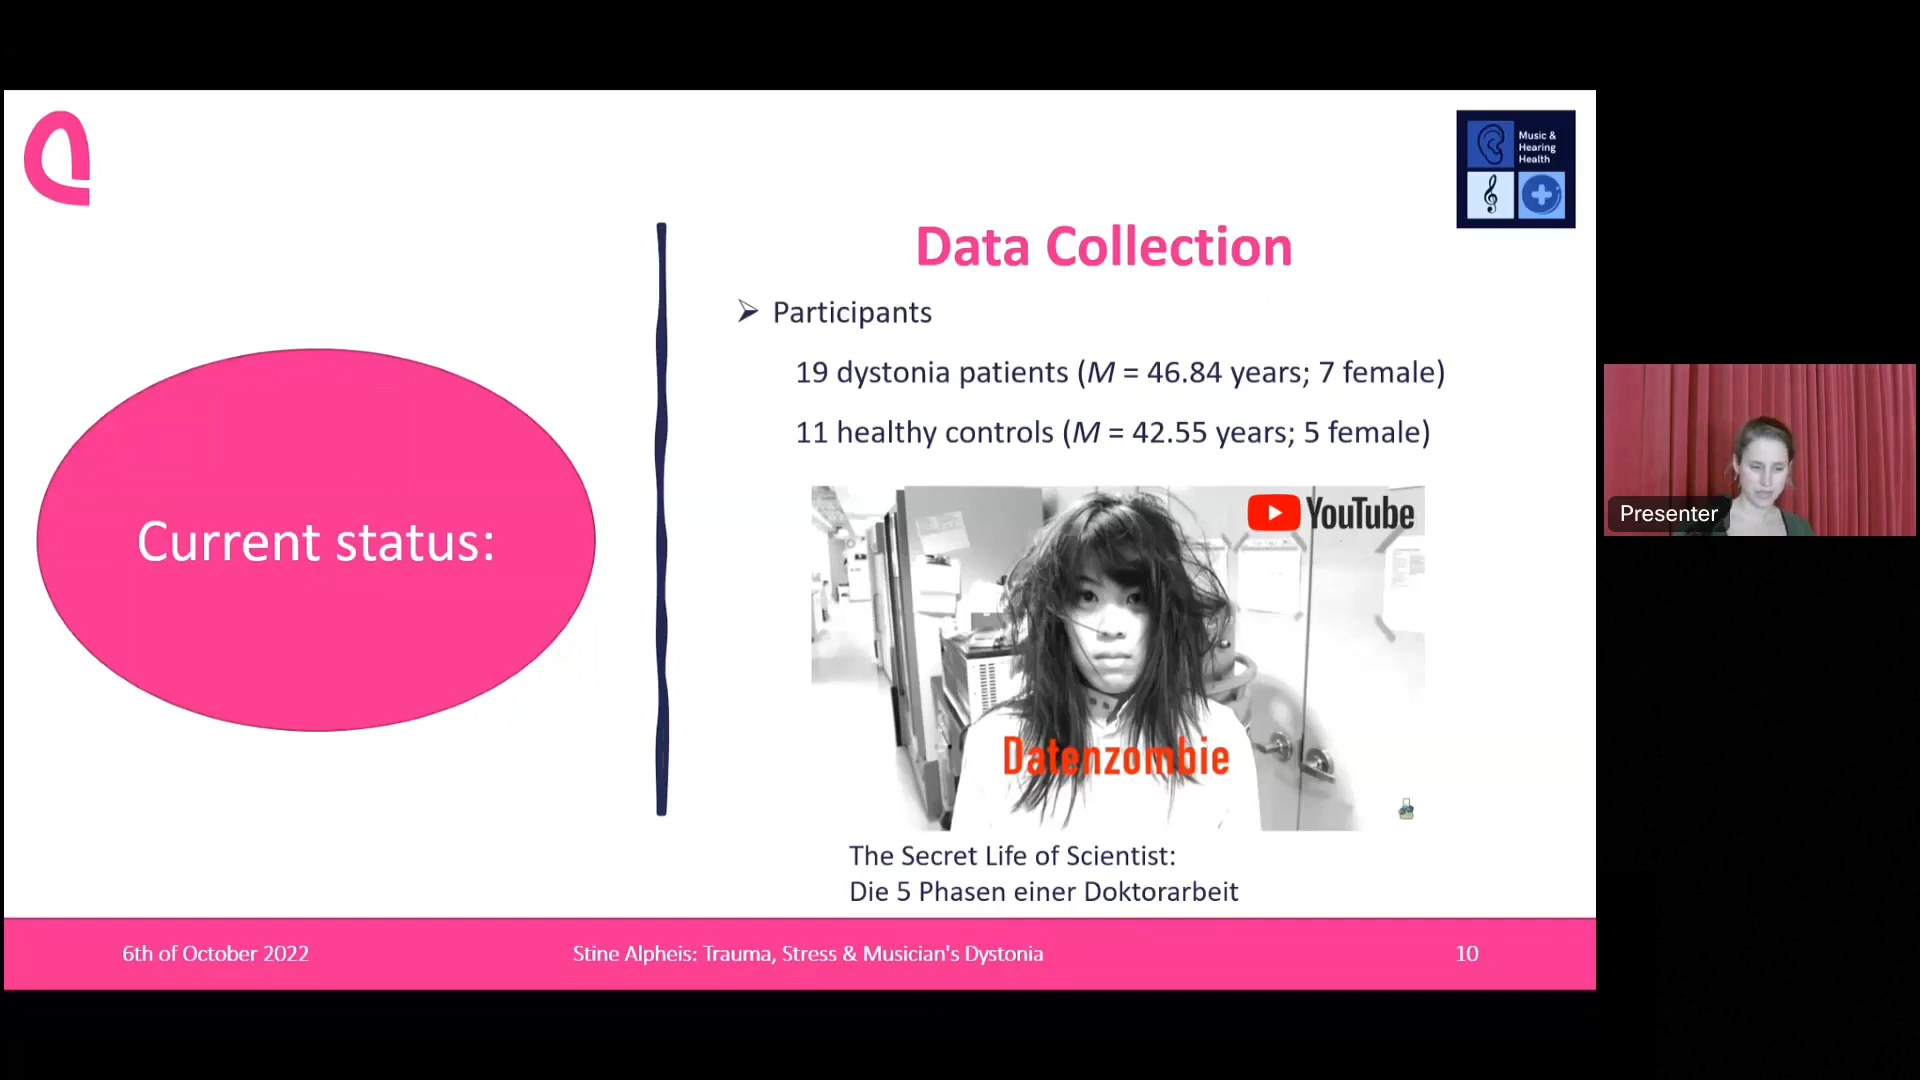 Music &
Hearing
Health
Data Collection
Participants
19 dystonia patients (M = 46.84 years; 7 female)
11 healthy controls (M = 42.55 years; 5 female)
Current status:
YouTube
Datenzombie
The Secret Life of Scientist:
Die 5 Phasen einer Doktorarbeit
6th of October 2022
Stine Alpheis: Trauma, Stress & Musician's Dystonia
10
Presenter